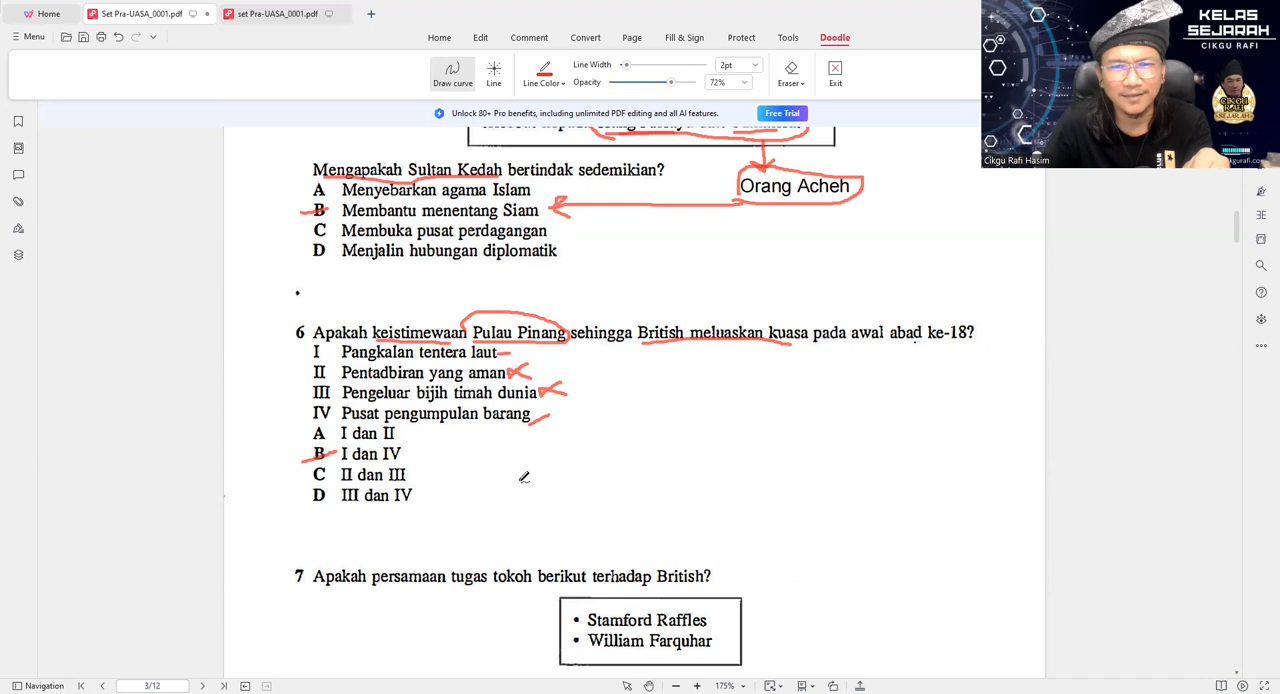 Home
Set Pra-UASA_0001.pdf
set Pra-UASA_0001.pdf
Menu
Home Edit Comment Convert Page Fill & Sign Protect Tools Doodle
Draw curve
Line
Line Color
Line Width
2pt
Opacity
72%
Eraser
Exit
Unlock 80+ Pro benefits, including unlimited PDF editing and all AI features.
Free Trial
KELAS
SEJARAH
CIKGU RAFI
CIKGU
RAFI
SEJARAH
Cikgu Rafi Hasim
Mengapakah Sultan Kedah bertindak sedemikian?
A Menyebarkan agama Islam
B Membantu menentang Siam
C Membuka pusat perdagangan
D Menjalin hubungan diplomatik
Orang Acheh
6 Apakah keistimewaan Pulau Pinang sehingga British meluaskan kuasa pada awal abad ke-18?
I Pangkalan tentera laut
II Pentadbiran yang aman
III Pengeluar bijih timah dunia
IV Pusat pengumpulan barang
A I dan II
B I dan IV
C II dan III
D III dan IV
7 Apakah persamaan tugas tokoh berikut terhadap British?
• Stamford Raffles
• William Farquhar
Navigation
3/12
175%